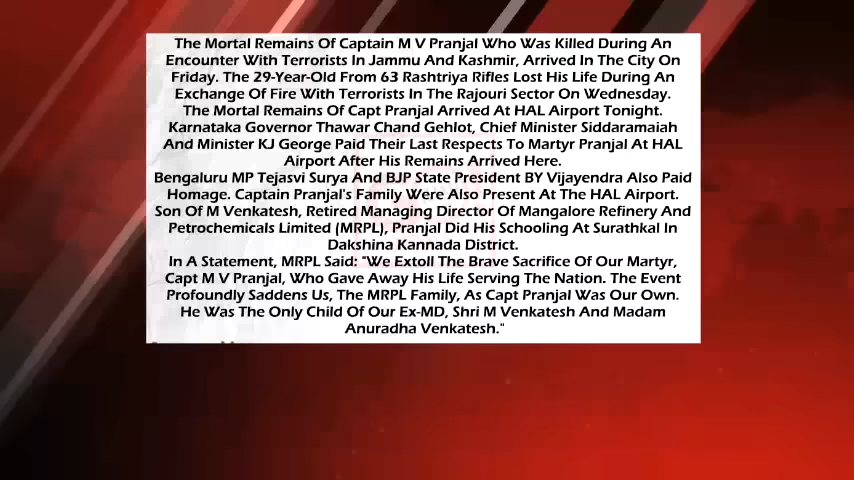 The Mortal Remains Of Captain M V Pranjal Who Was Killed During An
Encounter With Terrorists In Jammu And Kashmir, Arrived In The City On
Friday. The 29-Year-Old From 63 Rashtriya Rifles Lost His Life During An
Exchange Of Fire With Terrorists In The Rajouri Sector On Wednesday.
The Mortal Remains Of Capt Pranjal Arrived At HAL Airport Tonight.
Karnataka Governor Thawar Chand Gehlot, Chief Minister Siddaramaiah
And Minister KJ George Paid Their Last Respects To Martyr Pranjal At HAL
Airport After His Remains Arrived Here.
Bengaluru MP Tejasvi Surya And BJP State President BY Vijayendra Also Paid
Homage. Captain Pranjal's Family Were Also Present At The HAL Airport.
Son Of M Venkatesh, Retired Managing Director Of Mangalore Refinery And
Petrochemicals Limited (MRPL), Pranjal Did His Schooling At Surathkal In
Dakshina Kannada District.
In A Statement, MRPL Said: "We Extoll The Brave Sacrifice Of Our Martyr,
Capt M V Pranjal, Who Gave Away His Life Serving The Nation. The Event
Profoundly Saddens Us, The MRPL Family, As Capt Pranjal Was Our Own.
He Was The Only Child Of Our Ex-MD, Shri M Venkatesh And Madam
Anuradha Venkatesh."